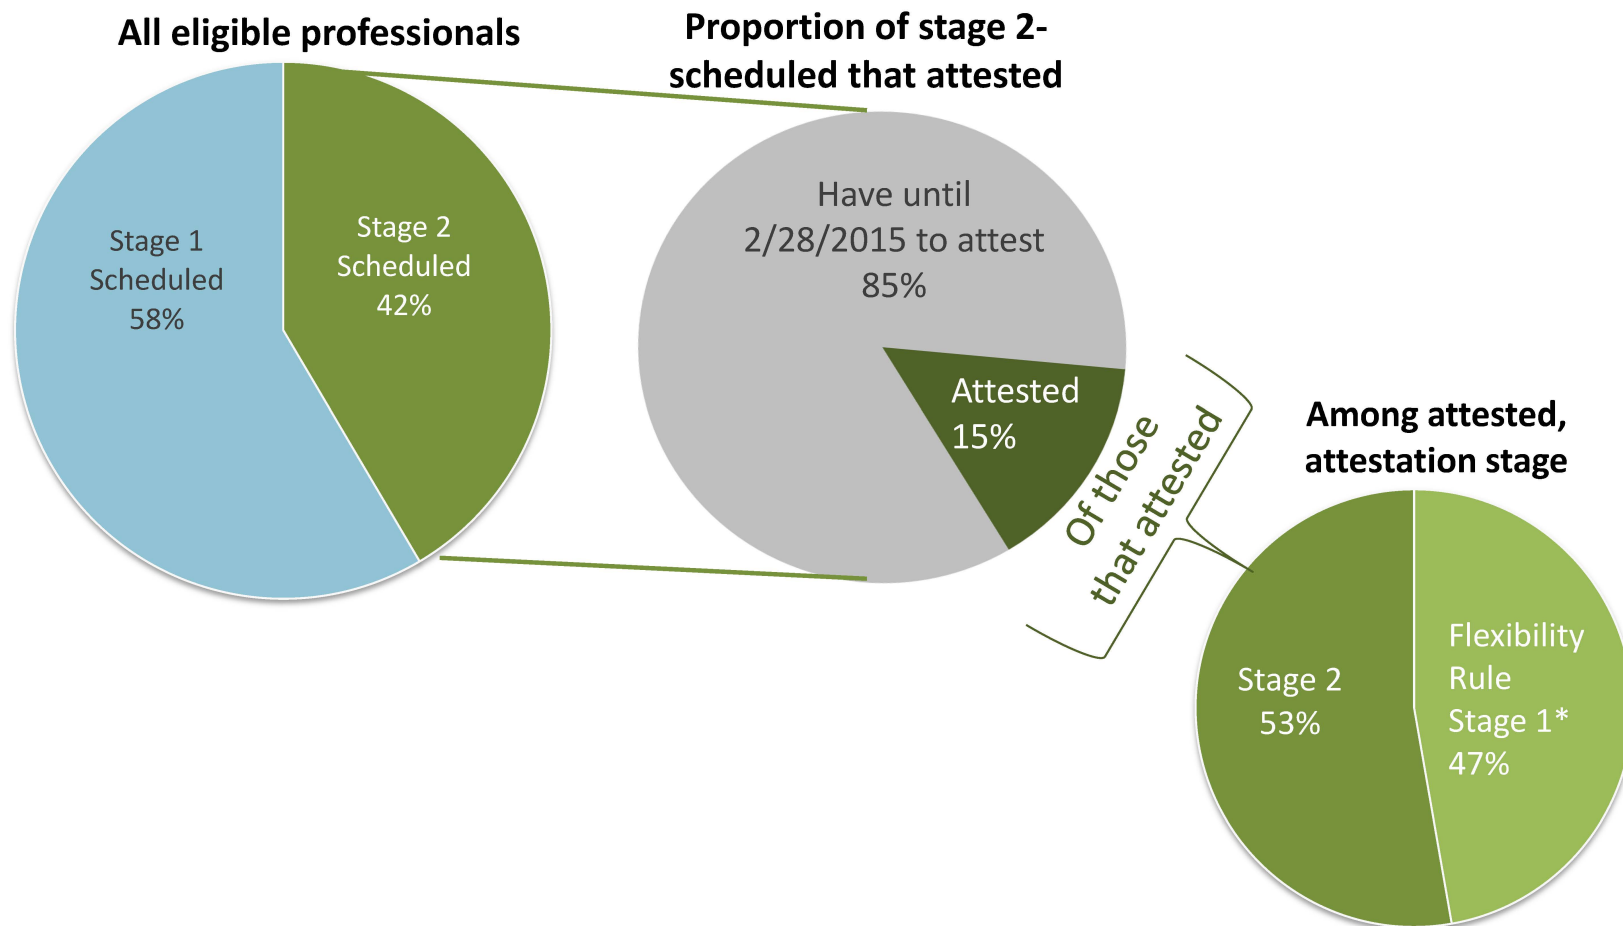 All eligible professionals
Stage 1
Scheduled
58%
Stage 2
Scheduled
42%
Proportion of stage 2-
scheduled that attested
Have until
2/28/2015 to attest
85%
Attested
15%
Of those
that attested
Among attested,
attestation stage
Stage 2
53%
Flexibility
Rule
Stage 1*
47%